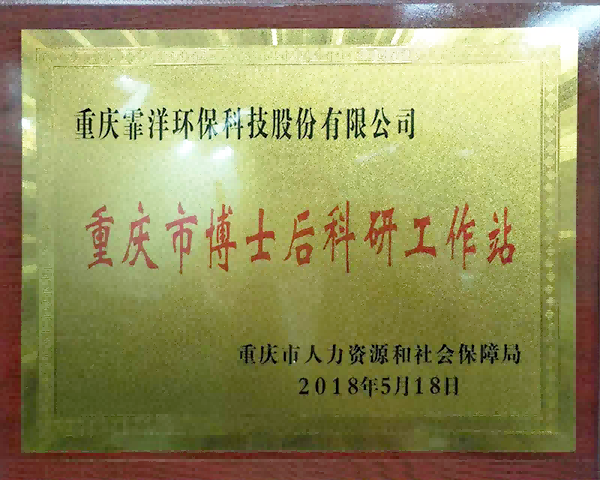 重庆霏洋环保科技股份有限公司
重庆市博士后科研工作站
重庆市人力资源和社会保障局
2018年5月18日